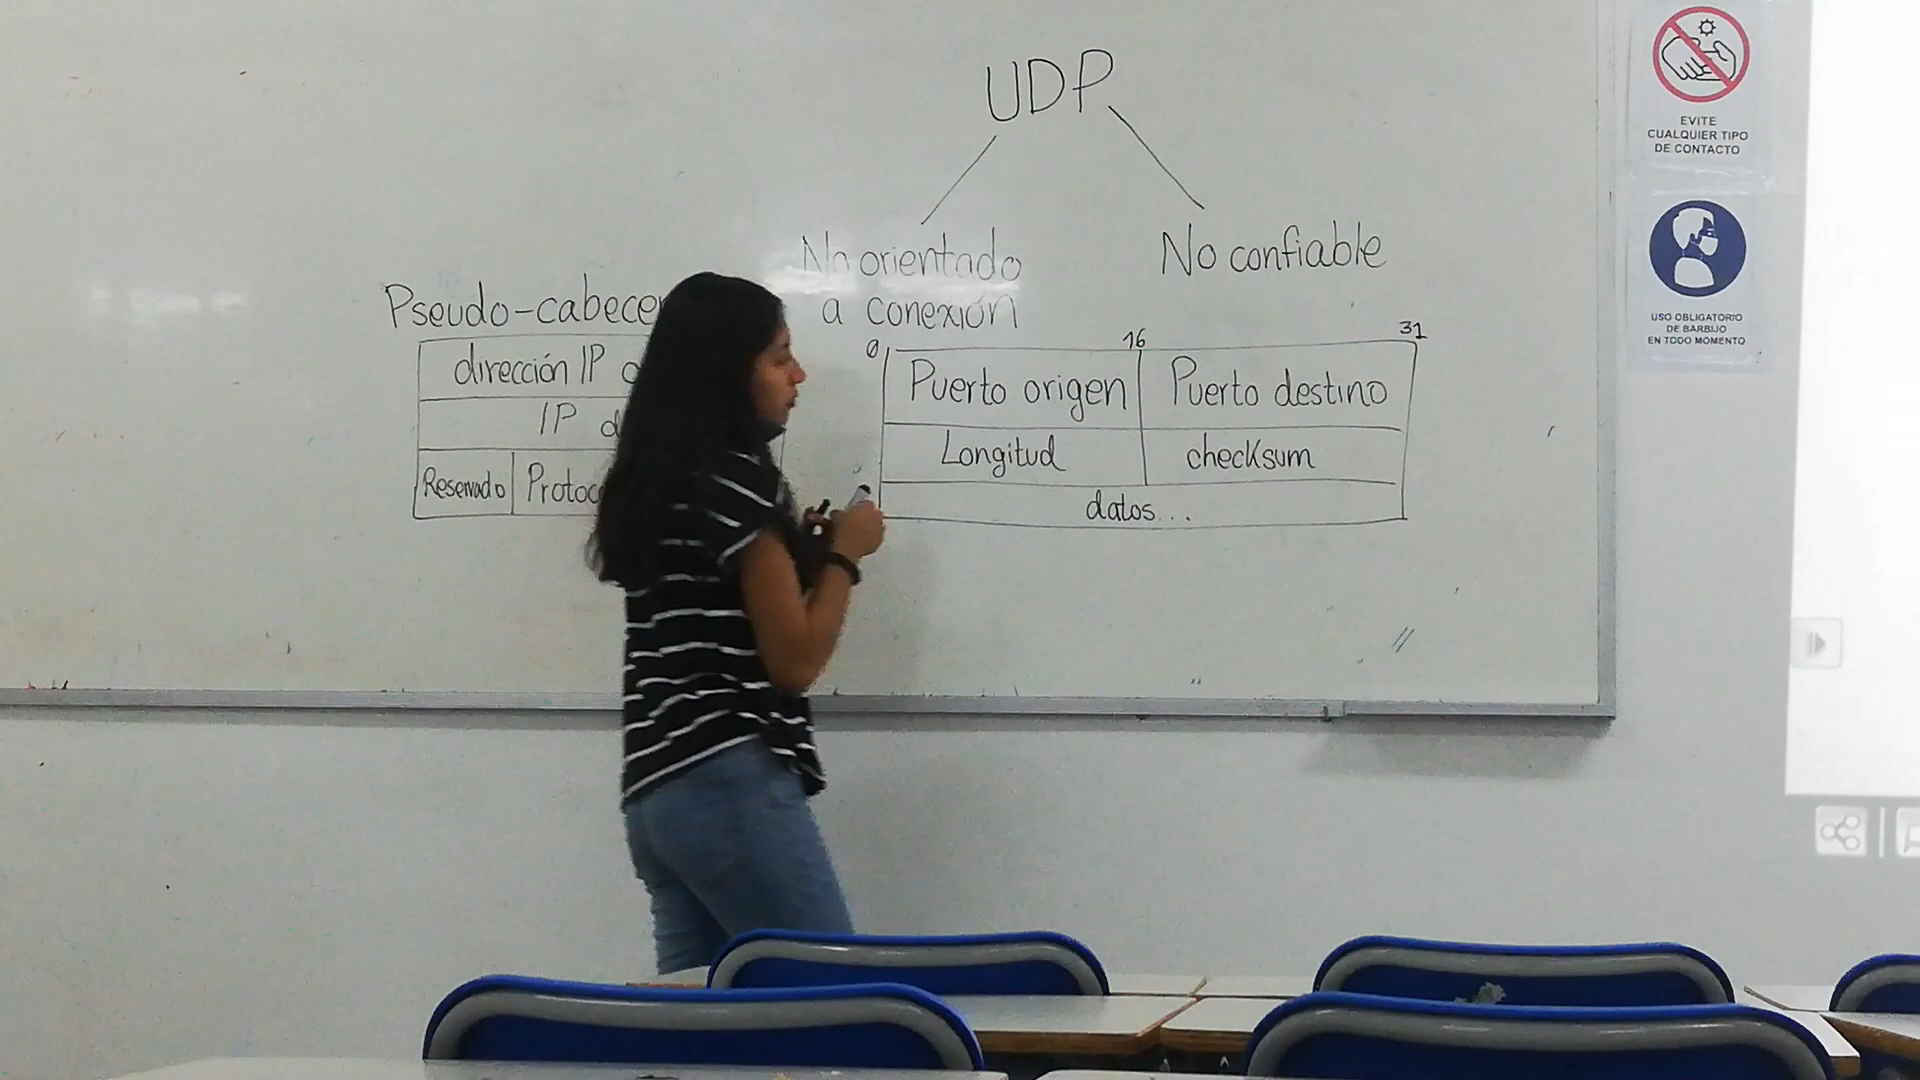 UDP
No orientado
a conexión
No confiable
Pseudo-cabecer
dirección IP
IP d
Reservado Protoc
0 16 31
Puerto origen Puerto destino
Longitud checksum
datos...
EVITE
CUALQUIER TIPO
DE CONTACTO
USO OBLIGATORIO
DE BARBIJO
EN TODO MOMENTO